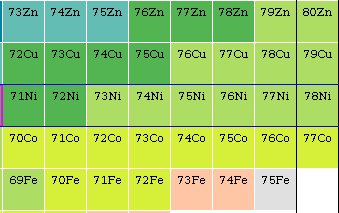 73Zn 74Zn 75Zn 76Zn 77Zn 78Zn 79Zn 80Zn
72Cu 73Cu 74Cu 75Cu 76Cu 77Cu 78Cu 79Cu
71Ni 72Ni 73Ni 74Ni 75Ni 76Ni 77Ni 78Ni
70Co 71Co 72Co 73Co 74Co 75Co 76Co 77Co
69Fe 70Fe 71Fe 72Fe 73Fe 74Fe 75Fe